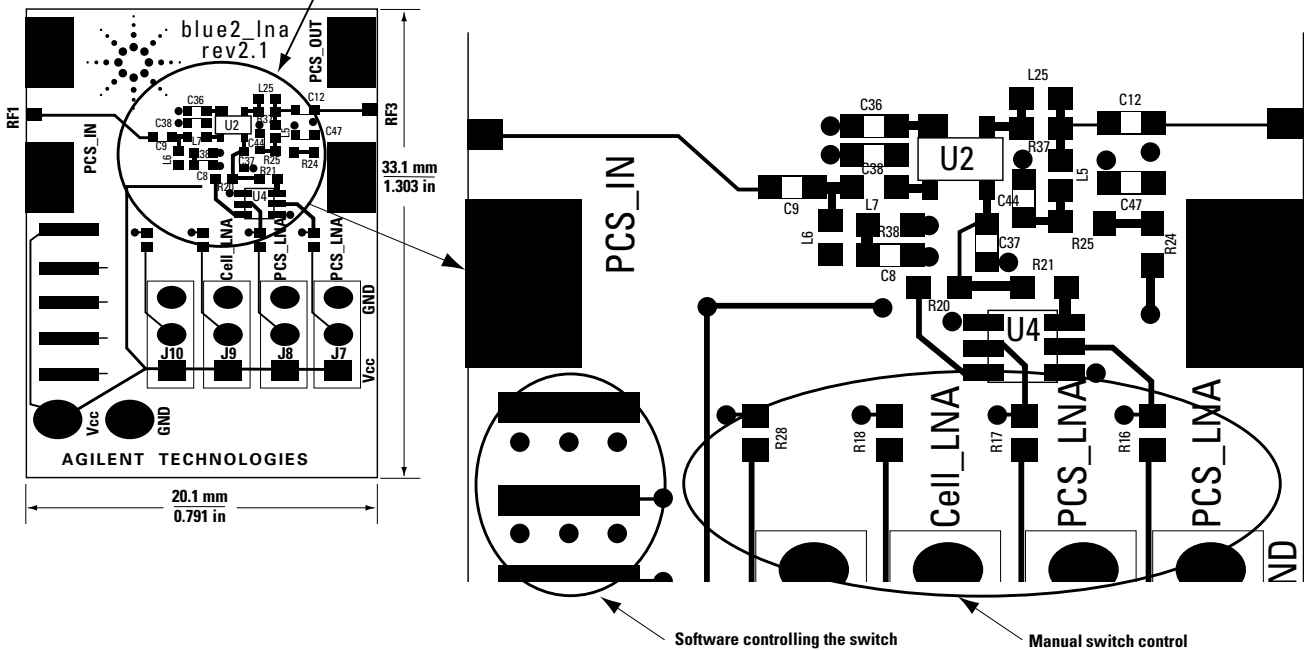 blue2_lna
rev2.1
PCS_OUT
RF1
RF3
PCS_IN
C36
L25
C12
U2
R37
C38
C9
L7
L6
R38
C44
L5
C47
R25
R24
C37
C8
R20
R21
U4
33.1 mm
1.303 in
Cell_LNA
PCS_LNA
PCS_LNA
GND
J10
J9
J8
J7
Vcc
Vcc
GND
AGILENT TECHNOLOGIES
20.1 mm
0.791 in
L25
C36
C12
U2
R37
PCS_IN
C38
L5
C9
C44
C47
L7
L6
R38
R25
R24
C37
C8
R21
R20
U4
R28
R18
Cell_LNA
R17
PCS_LNA
R16
PCS_LNA
ND
Software controlling the switch
Manual switch control